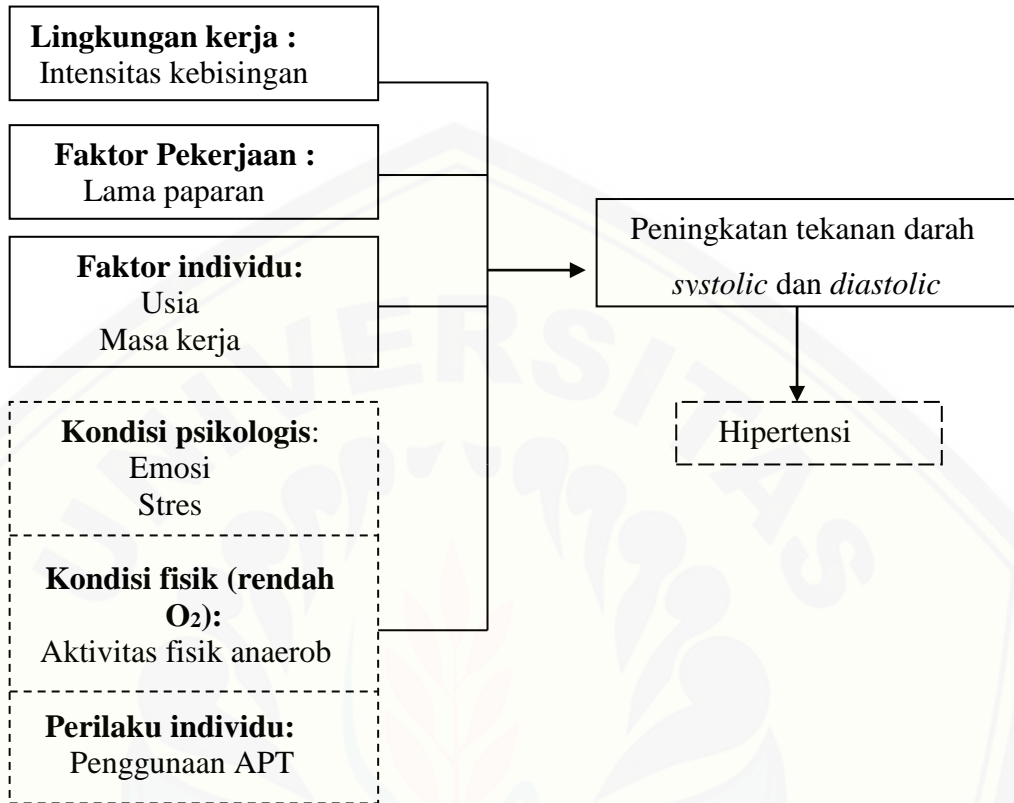 Lingkungan kerja :
Intensitas kebisingan
Faktor Pekerjaan :
Lama paparan
Faktor individu:
Usia
Masa kerja
Kondisi psikologis:
Emosi
Stres
Kondisi fisik (rendah
O₂):
Aktivitas fisik anaerob
Perilaku individu:
Penggunaan APT
Peningkatan tekanan darah
systolic dan diastolic
Hipertensi
UNIVERSITAS